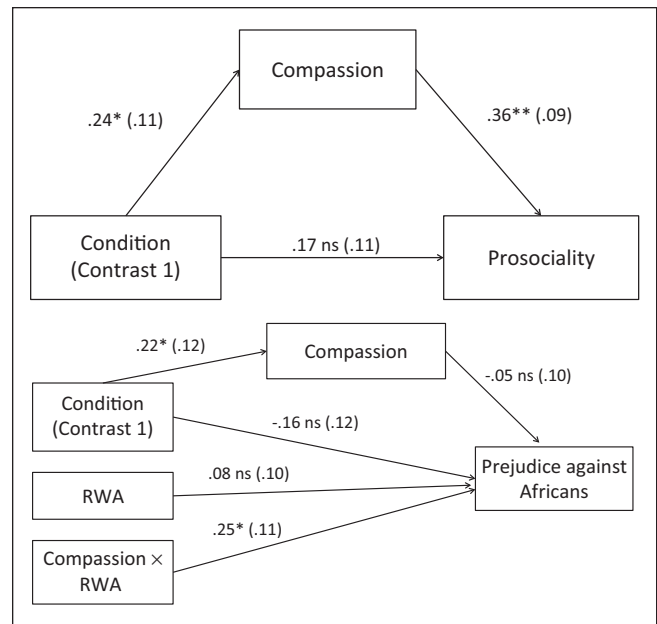 Compassion
.24* (.11)
.36** (.09)
Condition
(Contrast 1)
.17 ns (.11)
Prosociality
.22* (.12)
Compassion
-.05 ns (.10)
Condition
(Contrast 1)
-.16 ns (.12)
Prejudice against
Africans
RWA
.08 ns (.10)
.25* (.11)
Compassion ×
RWA